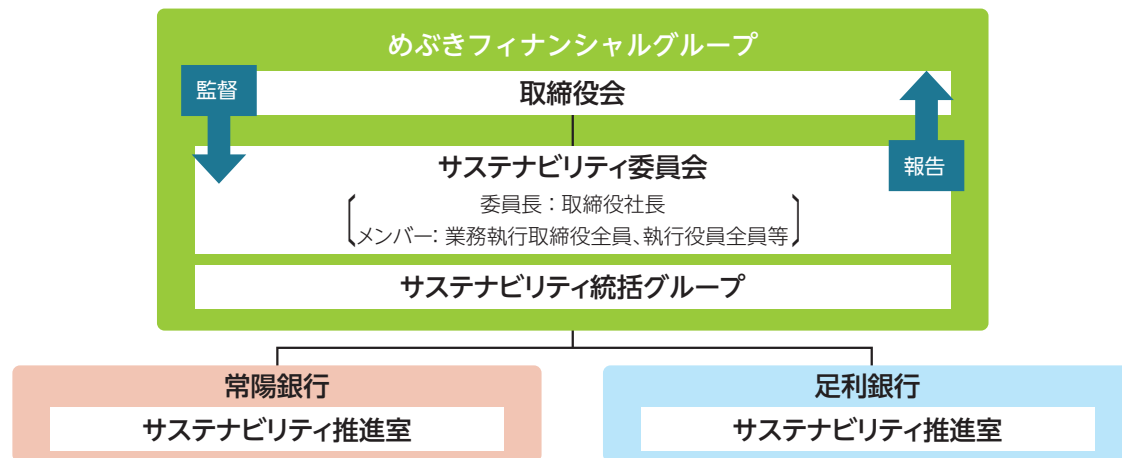 めぶきフィナンシャルグループ
監督
取締役会
サステナビリティ委員会
報告
委員長：取締役社長
メンバー：業務執行取締役全員、執行役員全員等
サステナビリティ統括グループ
常陽銀行
サステナビリティ推進室
足利銀行
サステナビリティ推進室